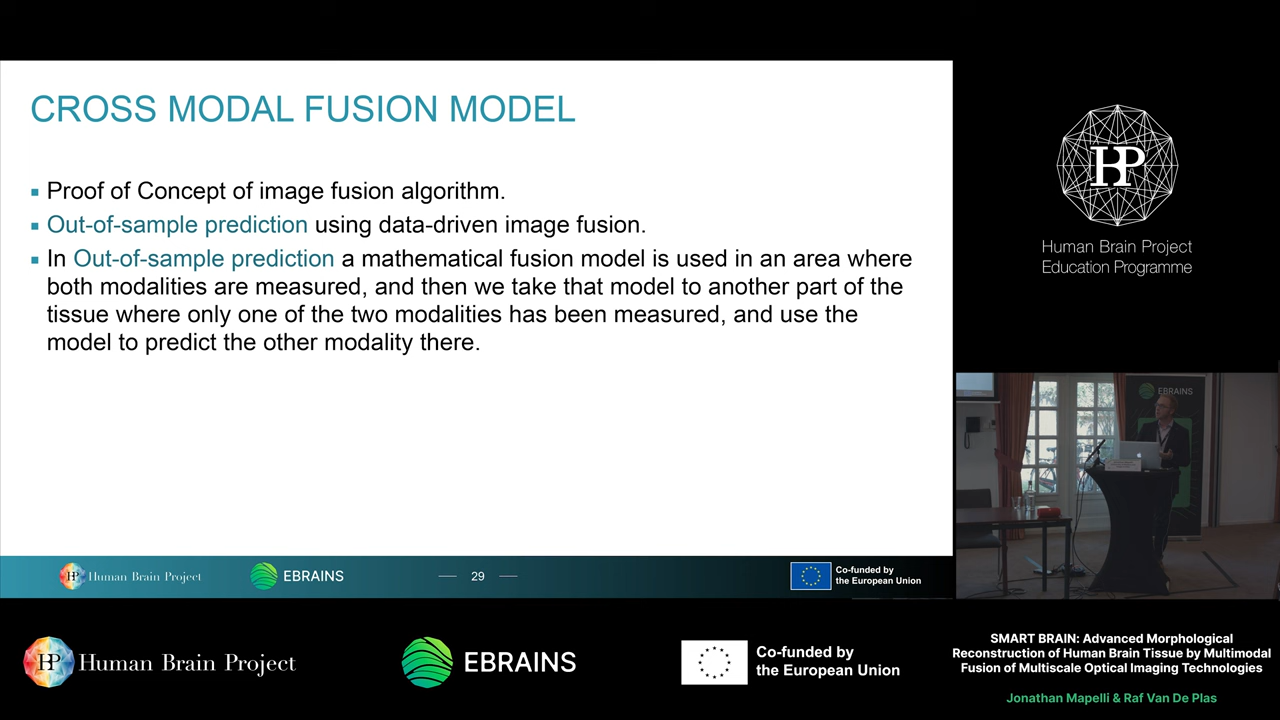 CROSS MODAL FUSION MODEL
▪ Proof of Concept of image fusion algorithm.
▪ Out-of-sample prediction using data-driven image fusion.
▪ In Out-of-sample prediction a mathematical fusion model is used in an area where
both modalities are measured, and then we take that model to another part of the
tissue where only one of the two modalities has been measured, and use the
model to predict the other modality there.
HP
Human Brain Project
EBRAINS
29
Co-funded by
the European Union
HP
Human Brain Project
Education Programme
EBRAINS
HP
Human Brain Project
EBRAINS
Co-funded by
the European Union
SMART BRAIN: Advanced Morphological
Reconstruction of Human Brain Tissue by Multimodal
Fusion of Multiscale Optical Imaging Technologies
Jonathan Mapelli & Raf Van De Plas